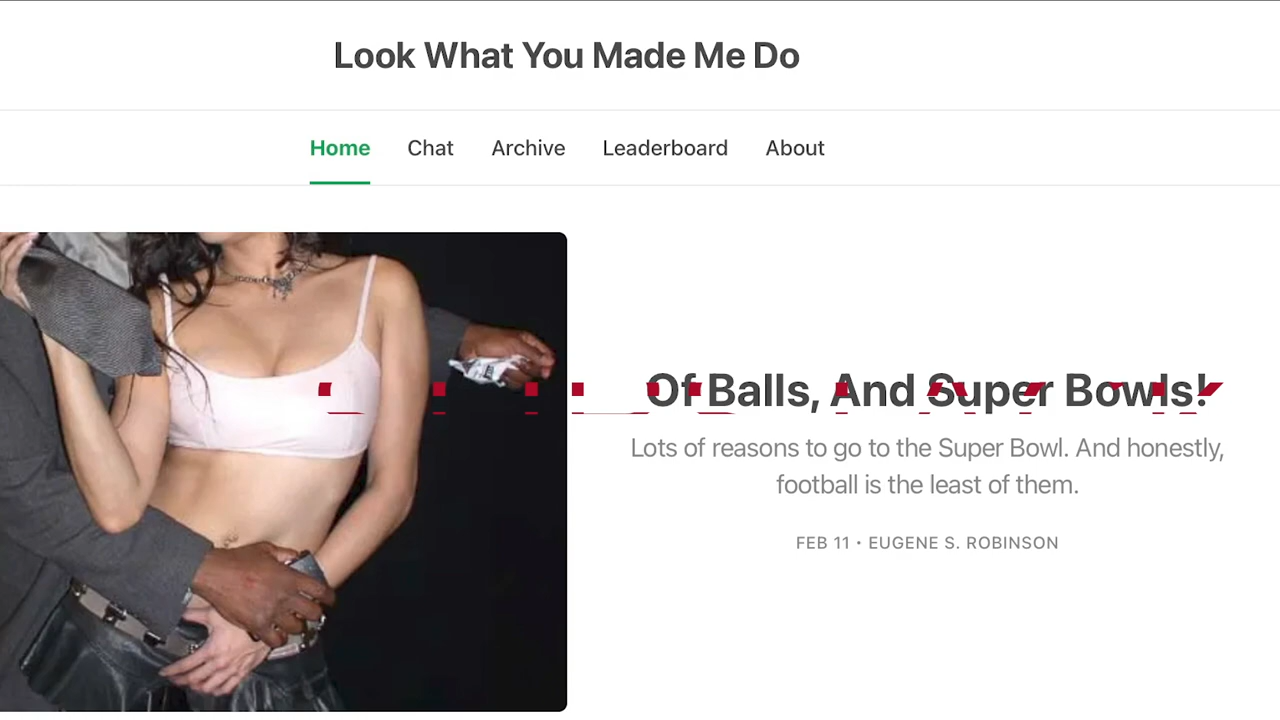 Look What You Made Me Do
Home Chat Archive Leaderboard About
Of Balls, And Super Bowls!
Lots of reasons to go to the Super Bowl. And honestly,
football is the least of them.
FEB 11 • EUGENE S. ROBINSON